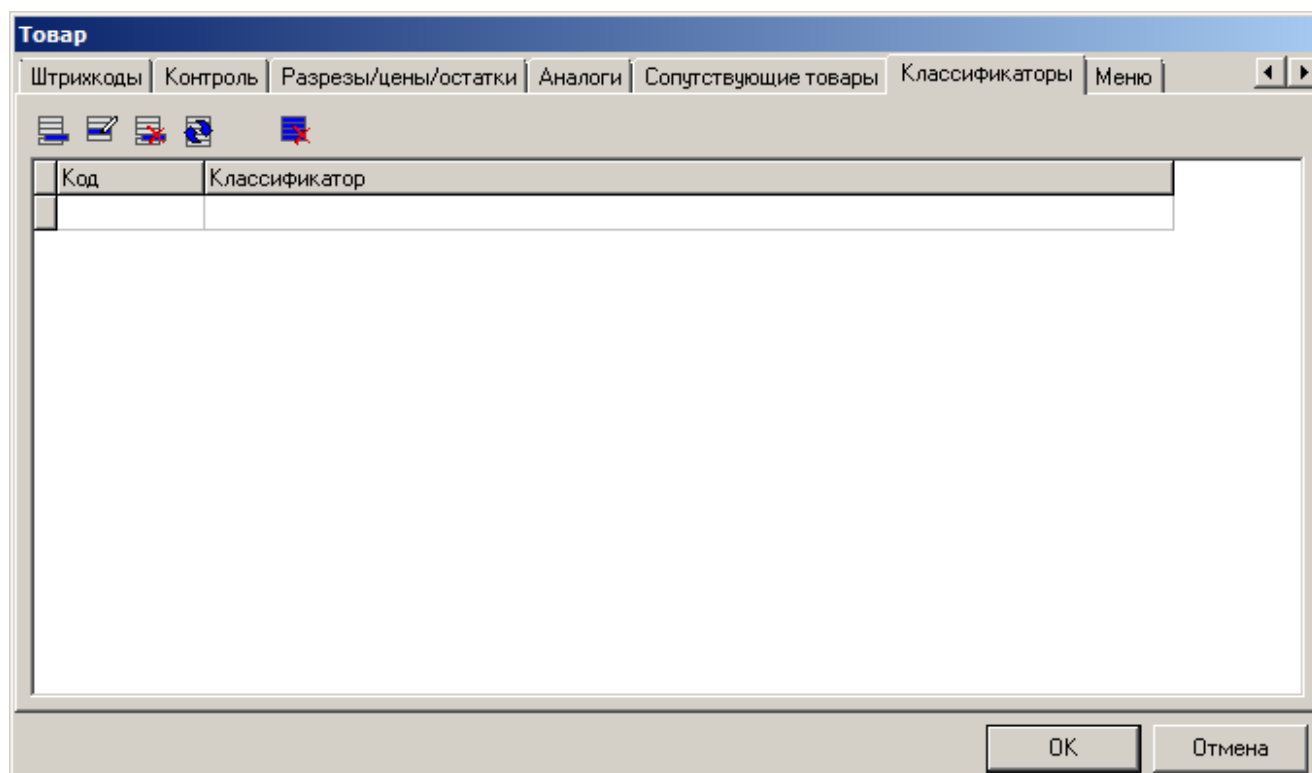 Товар
Штрихкоды Контроль Разрезы/цены/остатки Аналоги Сопутствующие товары Классификаторы Меню
Код Классификатор
OK Отмена